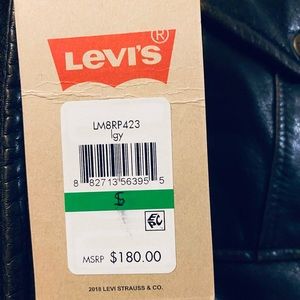 LEVI'S
®
LM8RP423
lgy
8 82713 56395 5
S
MSRP $180.00
2018 LEVI STRAUSS & CO.